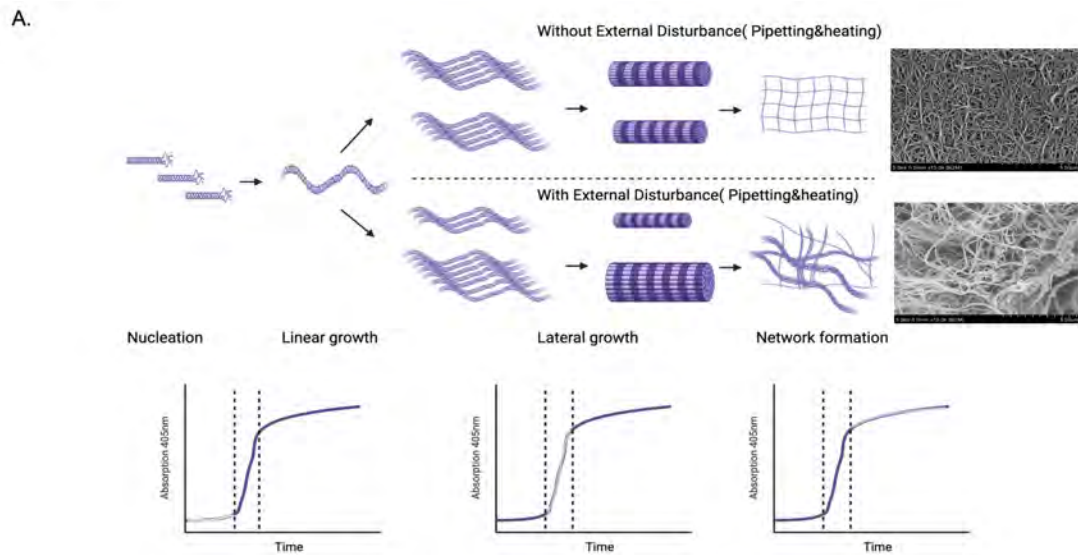 A.
Without External Disturbance( Pipetting&heating)
With External Disturbance( Pipetting&heating)
Nucleation
Linear growth
Lateral growth
Network formation
Absorption 405nm
Time
Absorption 405nm
Time
Absorption 405nm
Time